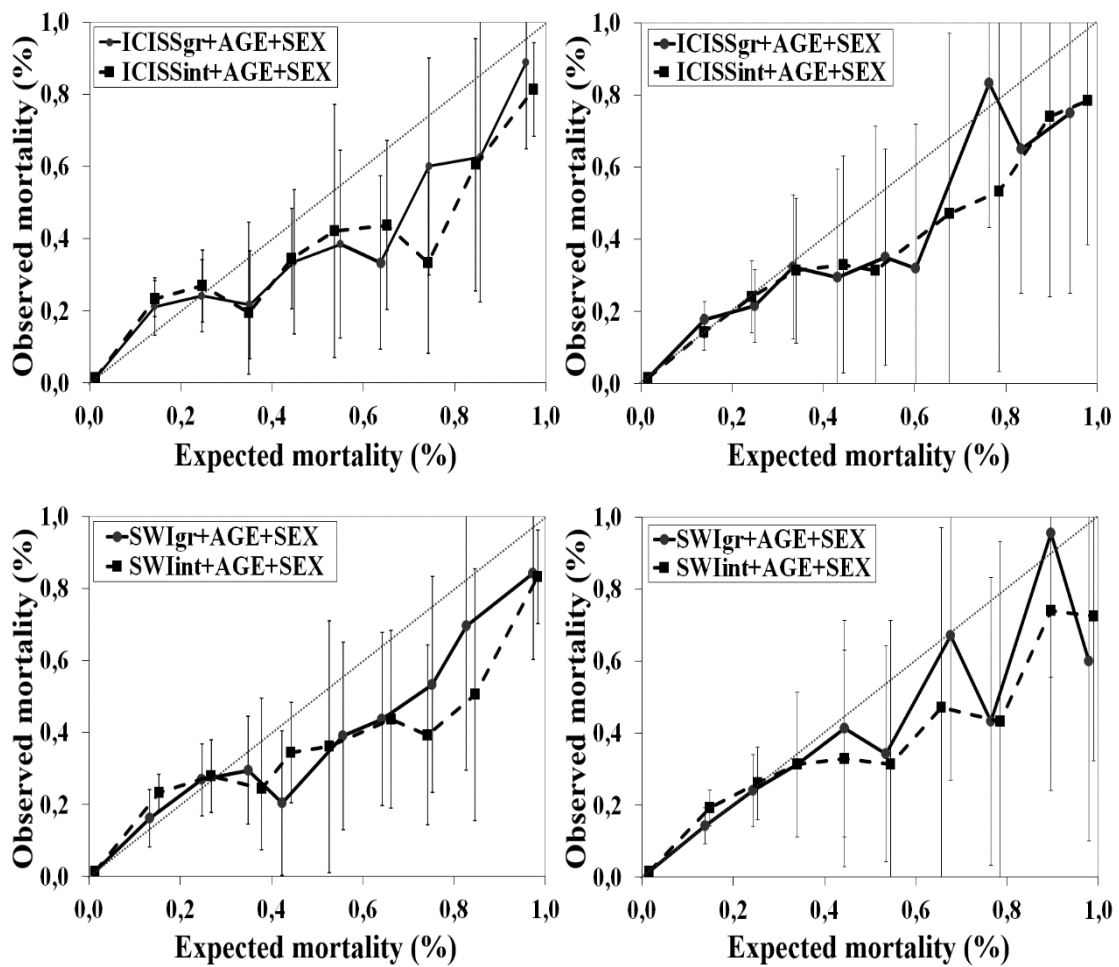 ICISSgr+AGE+SEX
ICISSint+AGE+SEX
Observed mortality (%)
1,0
0,8
0,6
0,4
0,2
0,0
0,0 0,2 0,4 0,6 0,8 1,0
Expected mortality (%)
ICISSgr+AGE+SEX
ICISSint+AGE+SEX
Observed mortality (%)
1,0
0,8
0,6
0,4
0,2
0,0
0,0 0,2 0,4 0,6 0,8 1,0
Expected mortality (%)
SWIgr+AGE+SEX
SWIint+AGE+SEX
Observed mortality (%)
1,0
0,8
0,6
0,4
0,2
0,0
0,0 0,2 0,4 0,6 0,8 1,0
Expected mortality (%)
SWIgr+AGE+SEX
SWIint+AGE+SEX
Observed mortality (%)
1,0
0,8
0,6
0,4
0,2
0,0
0,0 0,2 0,4 0,6 0,8 1,0
Expected mortality (%)